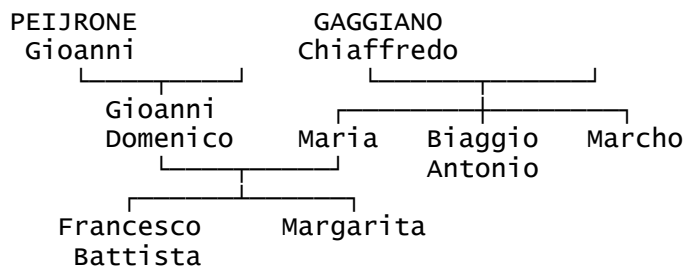 PEIJRONE GAGGIANO
Gioanni Chiaffredo
Gioanni
Domenico Maria Biaggio Marcho
Antonio
Francesco Margarita
Battista